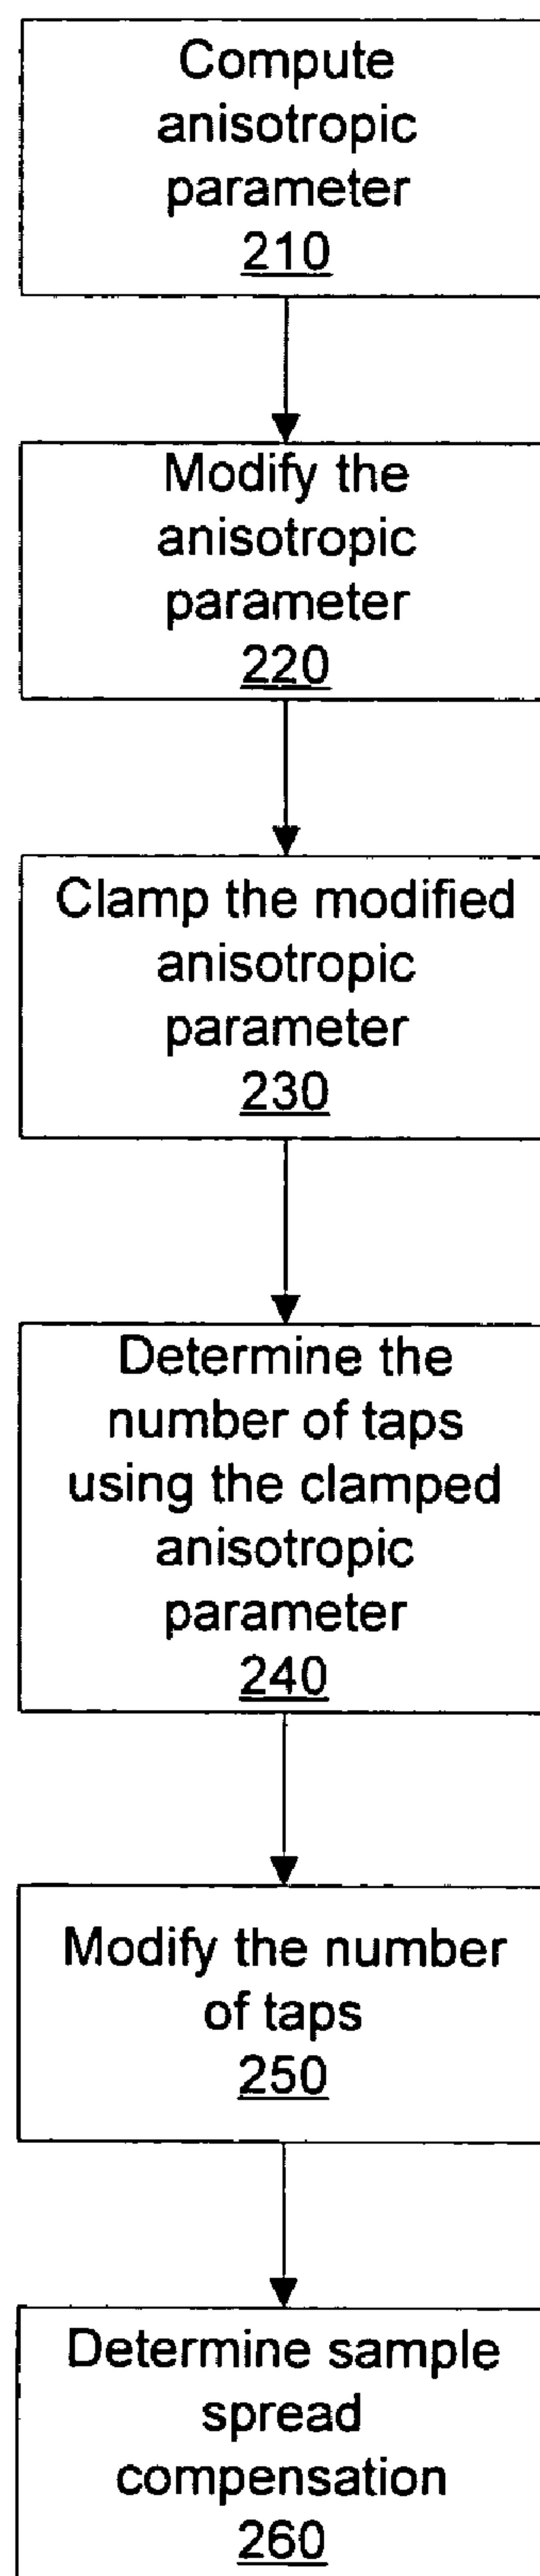 Compute
anisotropic
parameter
210
Modify the
anisotropic
parameter
220
Clamp the modified
anisotropic
parameter
230
Determine the
number of taps
using the clamped
anisotropic
parameter
240
Modify the number
of taps
250
Determine sample
spread
compensation
260